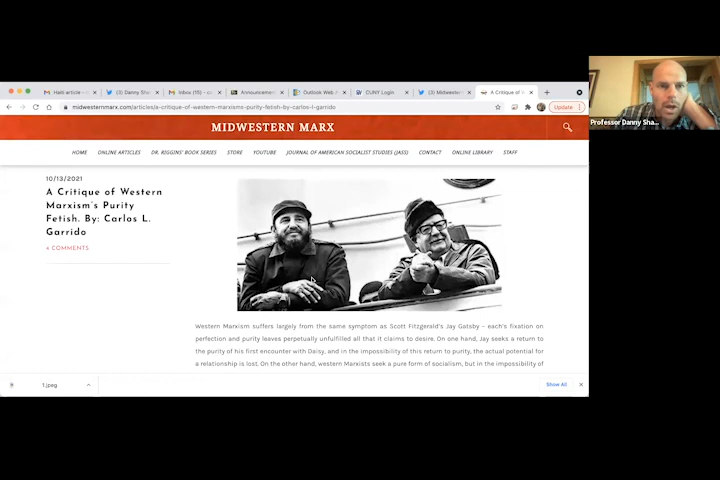 Haiti article - c
(3) Danny Sha
Inbox (15) - cu
Announcemen
Outlook Web A
CUNY Login
(3) Midwester
A Critique of W
midwesternmarx.com/articles/a-critique-of-western-marxisms-purity-fetish-by-carlos-l-garrido
Update
MIDWESTERN MARX
HOME ONLINE ARTICLES DR. RIGGINS' BOOK SERIES STORE YOUTUBE JOURNAL OF AMERICAN SOCIALIST STUDIES (JASS) CONTACT ONLINE LIBRARY STAFF
Professor Danny Sha...
10/13/2021
A Critique of Western
Marxism's Purity
Fetish. By: Carlos L.
Garrido
4 COMMENTS
Western Marxism suffers largely from the same symptom as Scott Fitzgerald's Jay Gatsby – each's fixation on
perfection and purity leaves perpetually unfulfilled all that it claims to desire. On one hand, Jay seeks a return to
the purity of his first encounter with Daisy, and in the impossibility of this return to purity, the actual potential for
a relationship is lost. On the other hand, western Marxists seek a pure form of socialism, but in the impossibility of
1.jpeg
Show All